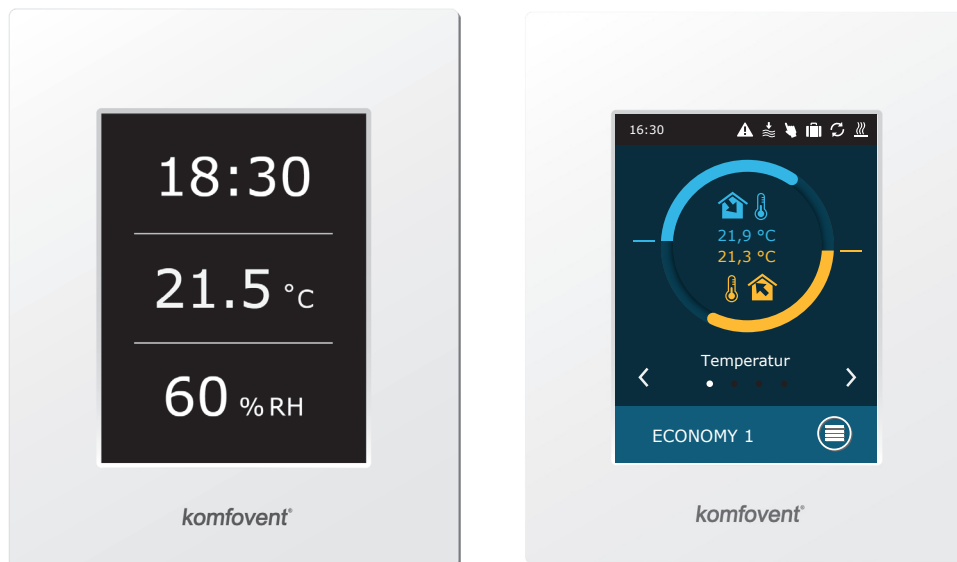 18:30
21.5 °C
60 % RH
komfovent®
16:30
21,9 °C
21,3 °C
Temperatur
ECONOMY 1
komfovent®